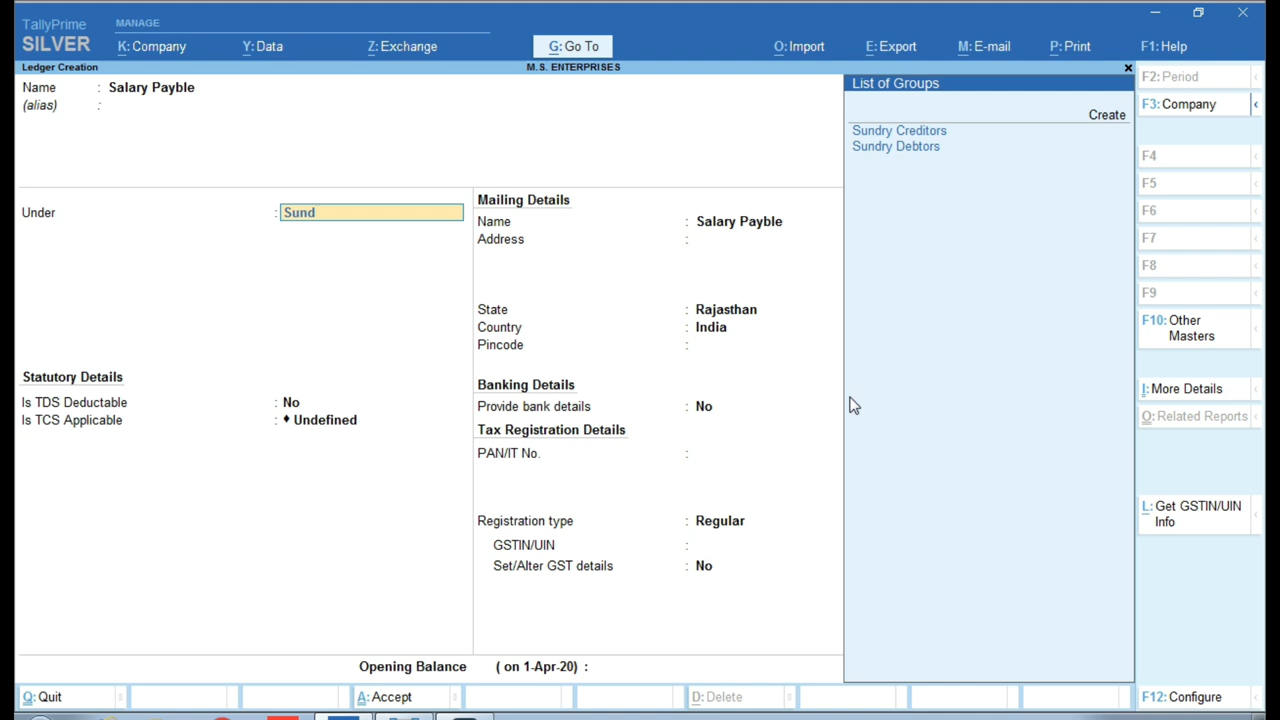 TallyPrime
MANAGE
SILVER
K: Company
Y: Data
Z: Exchange
G: Go To
O: Import
E: Export
M: E-mail
P: Print
F1: Help
Ledger Creation
M.S. ENTERPRISES
Name : Salary Payble
(alias) :
Under : Sund
Mailing Details
Name : Salary Payble
Address :
State : Rajasthan
Country : India
Pincode :
Statutory Details
Is TDS Deductable : No
Is TCS Applicable : ♦ Undefined
Banking Details
Provide bank details : No
Tax Registration Details
PAN/IT No. :
Registration type : Regular
GSTIN/UIN :
Set/Alter GST details : No
Opening Balance ( on 1-Apr-20) :
List of Groups
Create
Sundry Creditors
Sundry Debtors
F2: Period
F3: Company
F4
F5
F6
F7
F8
F9
F10: Other
Masters
I: More Details
O: Related Reports
L: Get GSTIN/UIN
Info
Q: Quit
A: Accept
D: Delete
F12: Configure